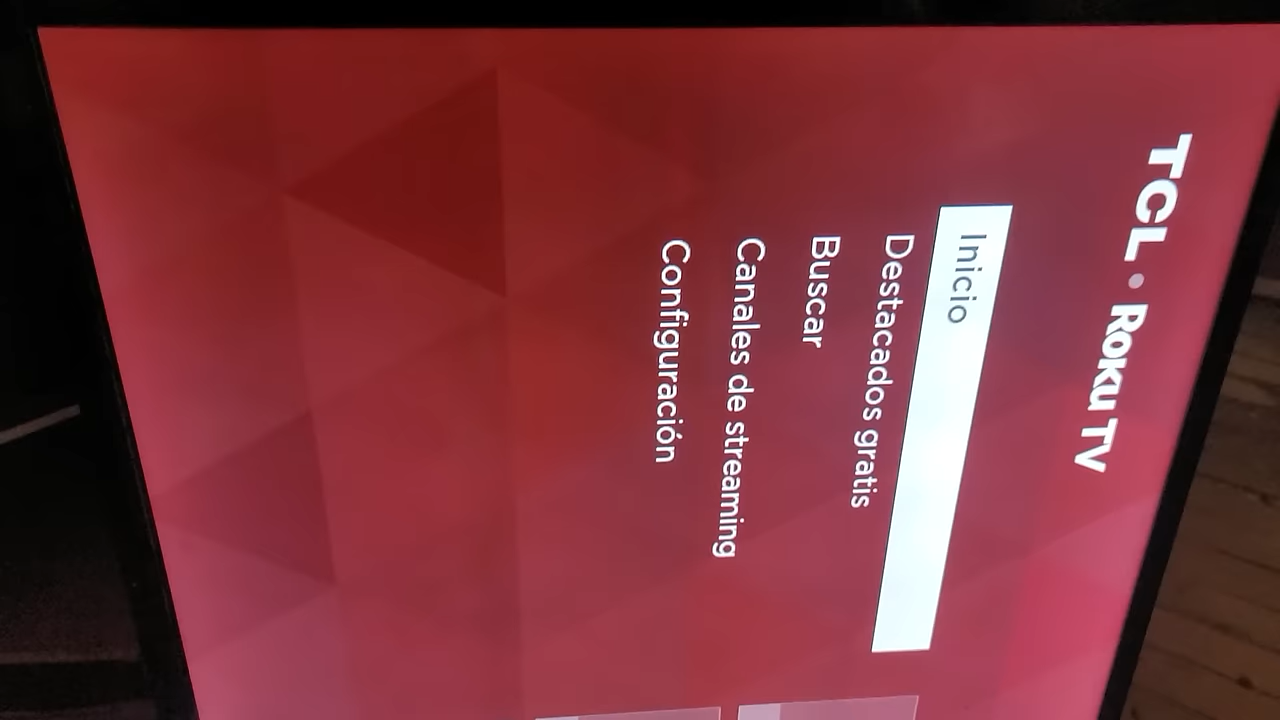 TCL • ROKU TV
Inicio
Destacados gratis
Buscar
Canales de streaming
Configuración